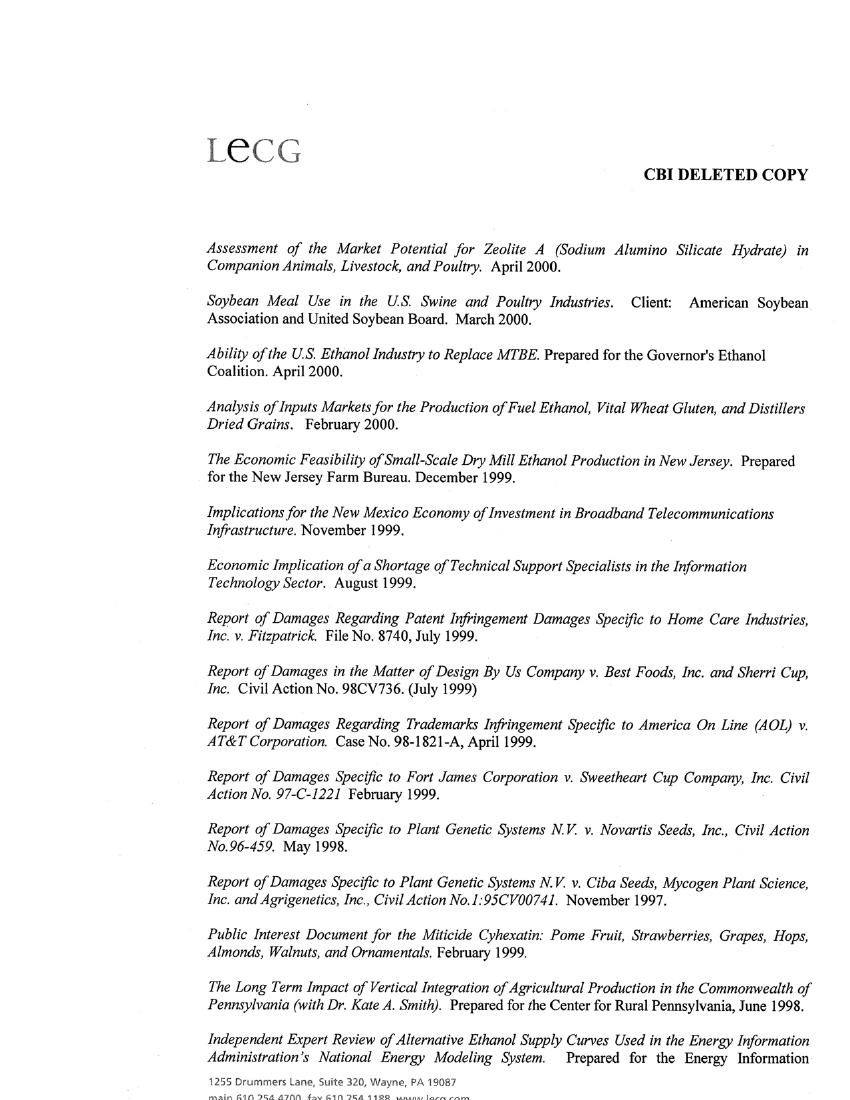 LECG
CBI DELETED COPY
Assessment of the Market Potential for Zeolite A (Sodium Alumino Silicate Hydrate) in
Companion Animals, Livestock, and Poultry. April 2000.
Soybean Meal Use in the U.S. Swine and Poultry Industries. Client: American Soybean
Association and United Soybean Board. March 2000.
Ability of the U.S. Ethanol Industry to Replace MTBE. Prepared for the Governor's Ethanol
Coalition. April 2000.
Analysis of Inputs Markets for the Production of Fuel Ethanol, Vital Wheat Gluten, and Distillers
Dried Grains. February 2000.
The Economic Feasibility of Small-Scale Dry Mill Ethanol Production in New Jersey. Prepared
for the New Jersey Farm Bureau. December 1999.
Implications for the New Mexico Economy of Investment in Broadband Telecommunications
Infrastructure. November 1999.
Economic Implication of a Shortage of Technical Support Specialists in the Information
Technology Sector. August 1999.
Report of Damages Regarding Patent Infringement Damages Specific to Home Care Industries,
Inc. v. Fitzpatrick. File No. 8740, July 1999.
Report of Damages in the Matter of Design By Us Company v. Best Foods, Inc. and Sherri Cup,
Inc. Civil Action No. 98CV736. (July 1999)
Report of Damages Regarding Trademarks Infringement Specific to America On Line (AOL) v.
AT&T Corporation. Case No. 98-1821-A, April 1999.
Report of Damages Specific to Fort James Corporation v. Sweetheart Cup Company, Inc. Civil
Action No. 97-C-1221 February 1999.
Report of Damages Specific to Plant Genetic Systems N.V. v. Novartis Seeds, Inc., Civil Action
No.96-459. May 1998.
Report of Damages Specific to Plant Genetic Systems N.V. v. Ciba Seeds, Mycogen Plant Science,
Inc. and Agrigenetics, Inc., Civil Action No.1:95CV00741. November 1997.
Public Interest Document for the Miticide Cyhexatin: Pome Fruit, Strawberries, Grapes, Hops,
Almonds, Walnuts, and Ornamentals. February 1999.
The Long Term Impact of Vertical Integration of Agricultural Production in the Commonwealth of
Pennsylvania (with Dr. Kate A. Smith). Prepared for the Center for Rural Pennsylvania, June 1998.
Independent Expert Review of Alternative Ethanol Supply Curves Used in the Energy Information
Administration's National Energy Modeling System. Prepared for the Energy Information
1255 Drummers Lane, Suite 320, Wayne, PA 19087
main 610.254.4700, fax 610.254.1188, www.lecg.com